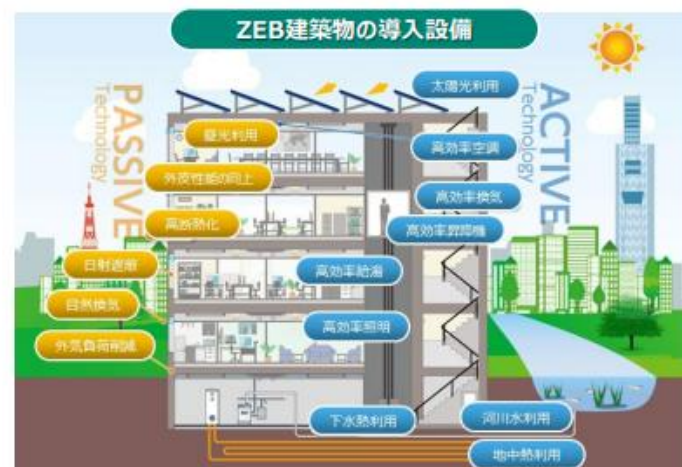 ZEB建築物の導入設備
PASSIVE
Technology
ACTIVE
Technology
太陽光利用
昼光利用
高効率空調
外皮性能の向上
高効率換気
高断熱化
高効率昇降機
日射遮蔽
高効率給湯
自然換気
高効率照明
外気負荷削減
下水熱利用
河川水利用
地中熱利用